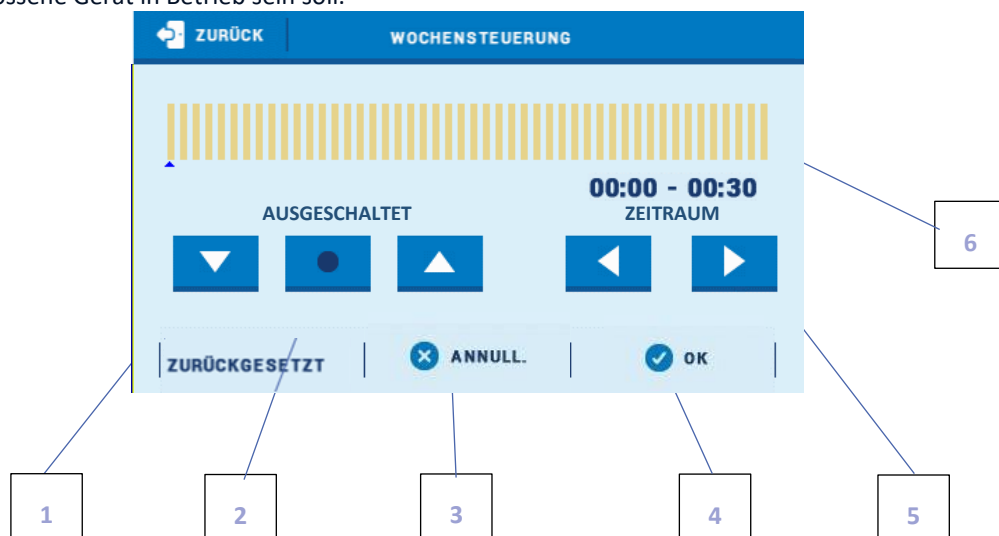 ossene Gerät in Betrieb sein soll.
ZURÜCK WOCHENSTEUERUNG
00:00 - 00:30
AUSGESCHALTET ZEITRAUM
6
ZURÜCKGESETZT ANNULL. OK
1 2 3 4 5